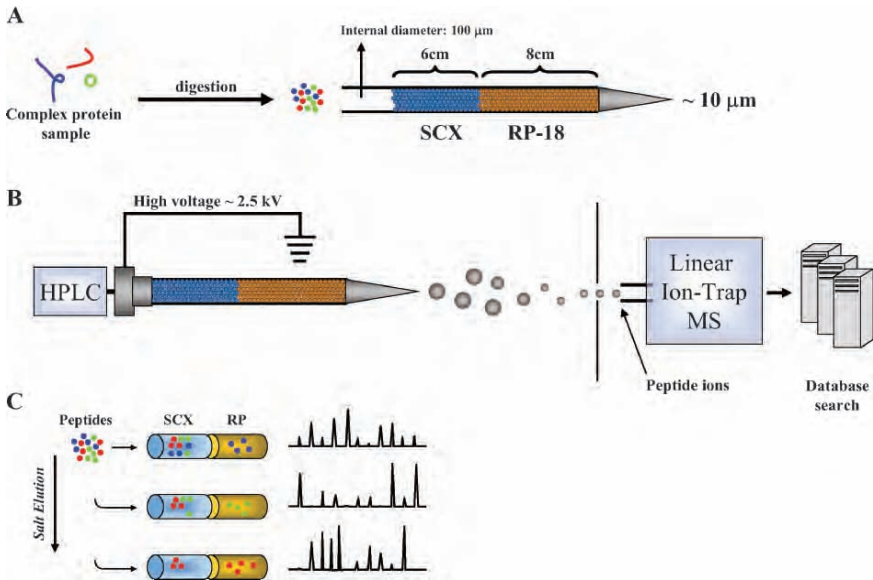 A
Internal diameter: 100 μm
6cm
8cm
digestion
Complex protein
sample
SCX
RP-18
~ 10 μm
B
High voltage ~ 2.5 kV
HPLC
Linear
Ion-Trap
MS
Peptide ions
Database
search
C
Peptides
SCX
RP
Salt Elution